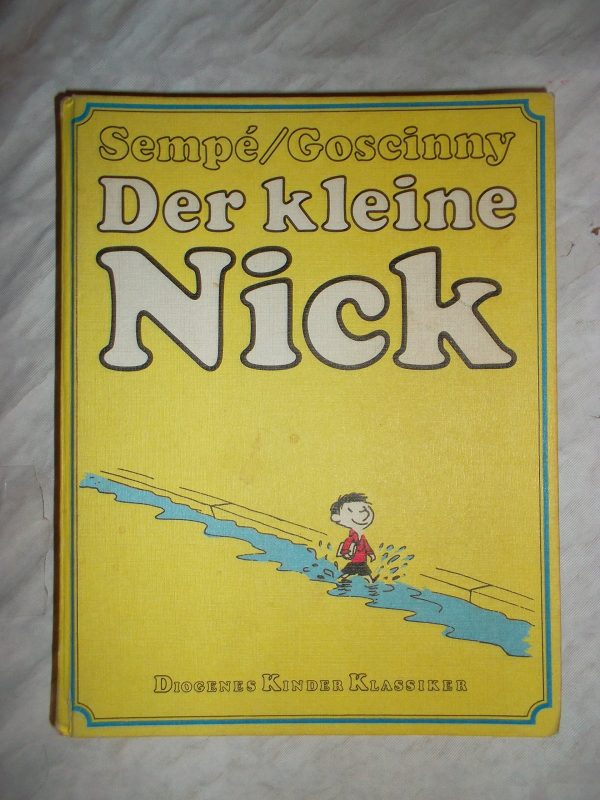 Sempé/Goscinny
Der kleine
Nick
Diogenes Kinder Klassiker